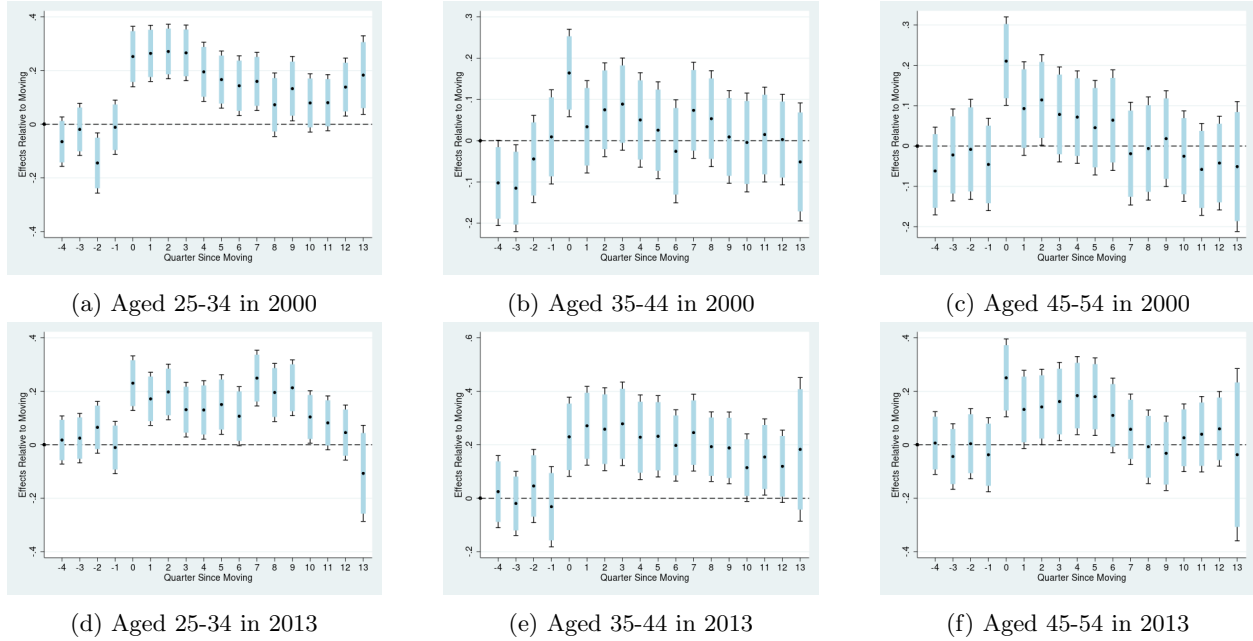 .4
.2
0
-.2
-.4
Effects Relative to Moving
-4 -3 -2 -1 0 1 2 3 4 5 6 7 8 9 10 11 12 13
Quarter Since Moving
(a) Aged 25-34 in 2000
.3
.2
.1
0
-.1
-.2
Effects Relative to Moving
-4 -3 -2 -1 0 1 2 3 4 5 6 7 8 9 10 11 12 13
Quarter Since Moving
(b) Aged 35-44 in 2000
.3
.2
.1
0
-.1
-.2
Effects Relative to Moving
-4 -3 -2 -1 0 1 2 3 4 5 6 7 8 9 10 11 12 13
Quarter Since Moving
(c) Aged 45-54 in 2000
.4
.2
0
-.2
-.4
Effects Relative to Moving
-4 -3 -2 -1 0 1 2 3 4 5 6 7 8 9 10 11 12 13
Quarter Since Moving
(d) Aged 25-34 in 2013
.6
.4
.2
0
-.2
Effects Relative to Moving
-4 -3 -2 -1 0 1 2 3 4 5 6 7 8 9 10 11 12 13
Quarter Since Moving
(e) Aged 35-44 in 2013
.4
.2
0
-.2
-.4
Effects Relative to Moving
-4 -3 -2 -1 0 1 2 3 4 5 6 7 8 9 10 11 12 13
Quarter Since Moving
(f) Aged 45-54 in 2013